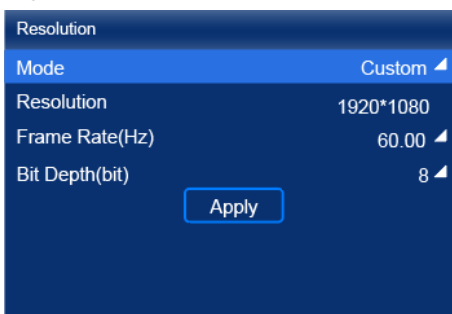 Resolution
Mode Custom
Resolution 1920*1080
Frame Rate(Hz) 60.00
Bit Depth(bit) 8
Apply